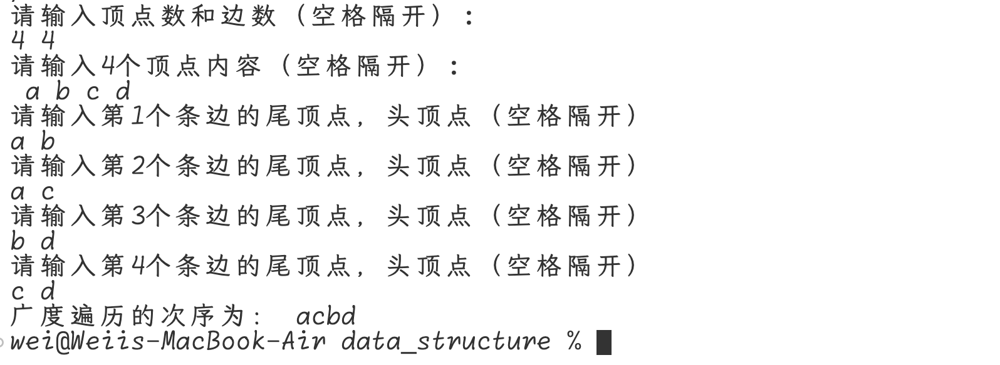 请输入顶点数和边数（空格隔开）:
4 4
请输入4个顶点内容（空格隔开）:
a b c d
请输入第1个条边的尾顶点, 头顶点（空格隔开）
a b
请输入第2个条边的尾顶点, 头顶点（空格隔开）
a c
请输入第3个条边的尾顶点, 头顶点（空格隔开）
b d
请输入第4个条边的尾顶点, 头顶点（空格隔开）
c d
广度遍历的次序为: acbd
wei@Weiis-MacBook-Air data_structure %